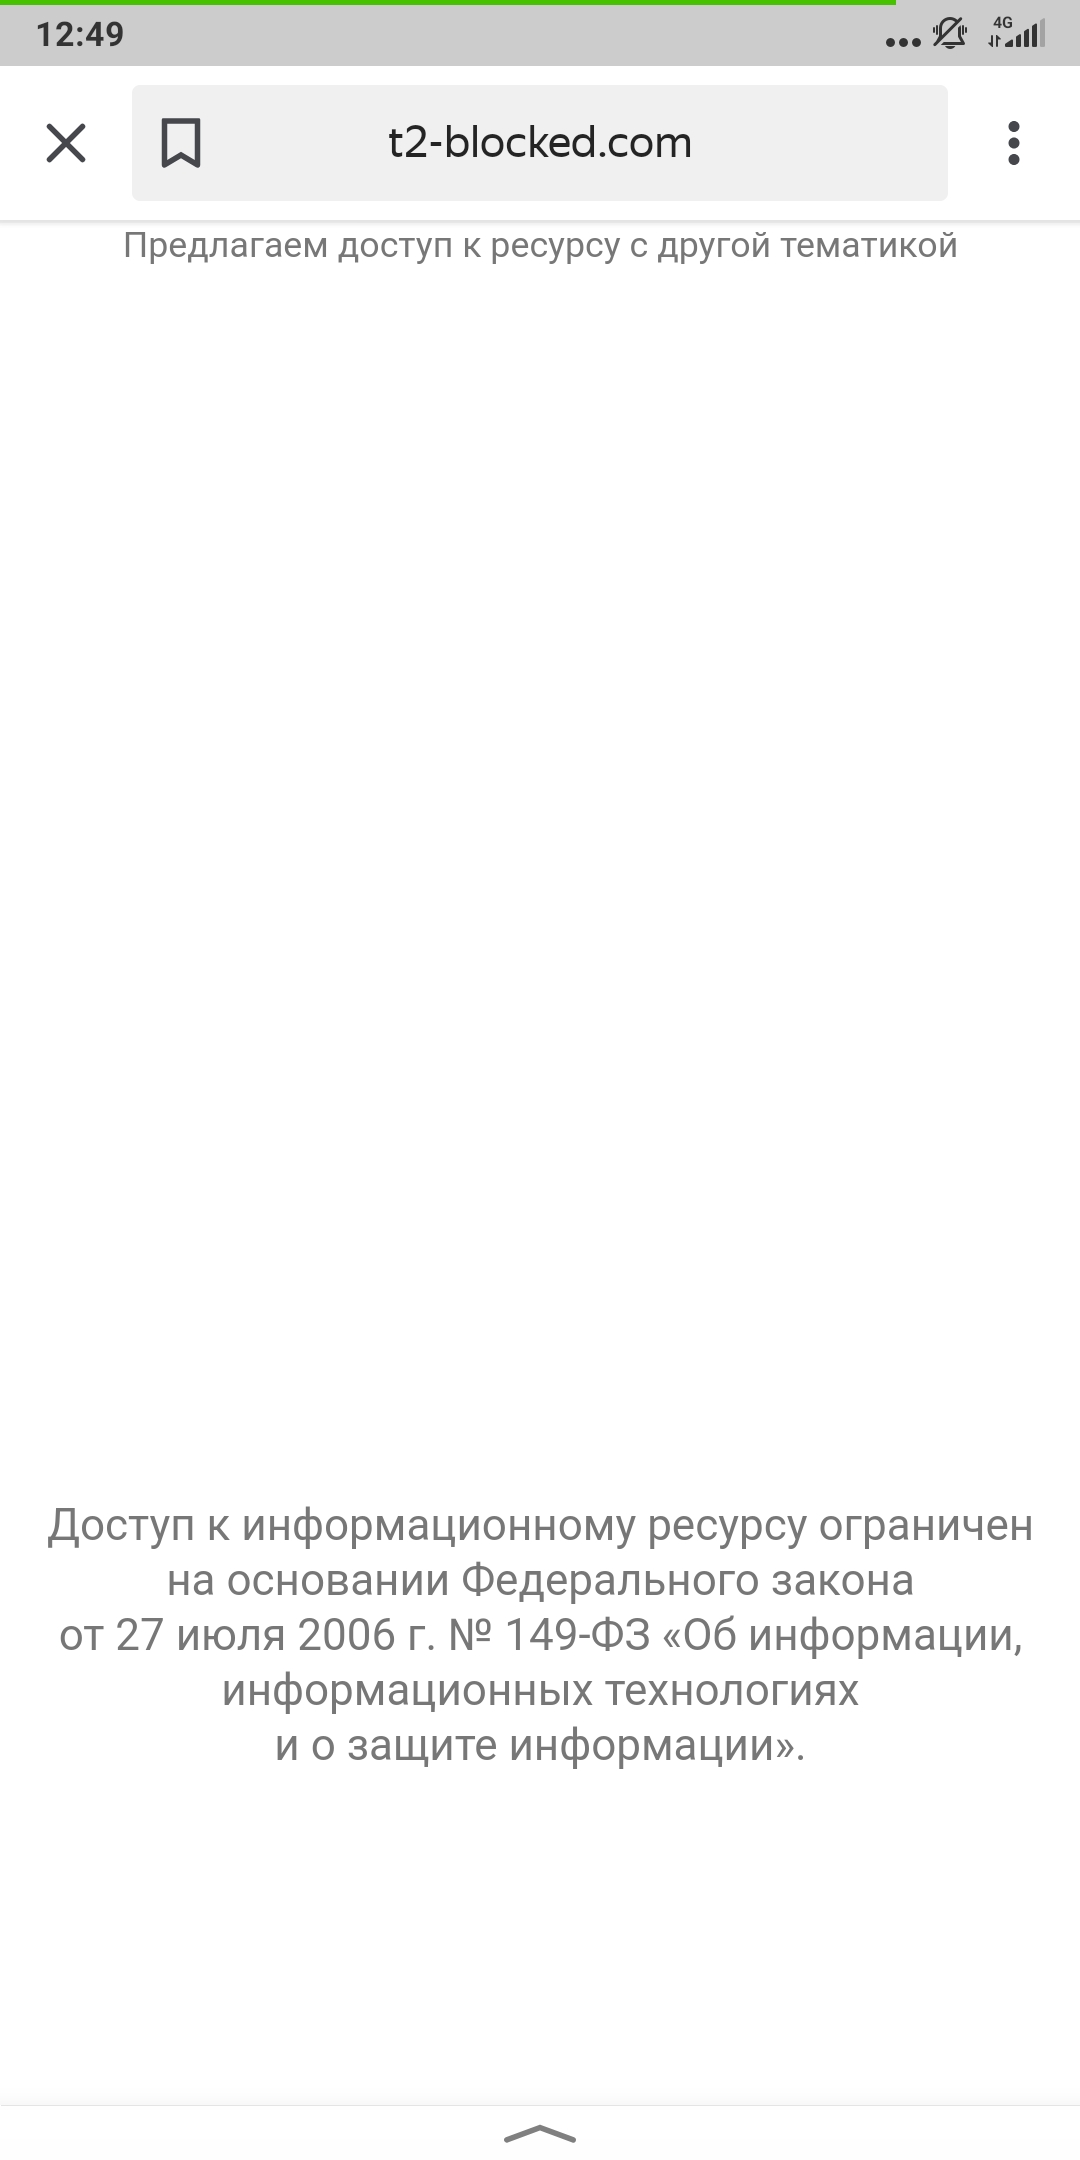 12:49
4G
t2-blocked.com
Предлагаем доступ к ресурсу с другой тематикой
Доступ к информационному ресурсу ограничен
на основании Федерального закона
от 27 июля 2006 г. № 149-ФЗ «Об информации,
информационных технологиях
и о защите информации».